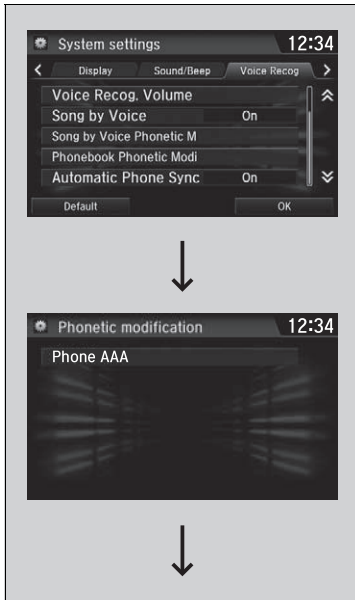 System settings 12:34
Display Sound/Beep Voice Recog
Voice Recog. Volume
Song by Voice On
Song by Voice Phonetic M
Phonebook Phonetic Modi
Automatic Phone Sync On
Default OK
Phonetic modification 12:34
Phone AAA